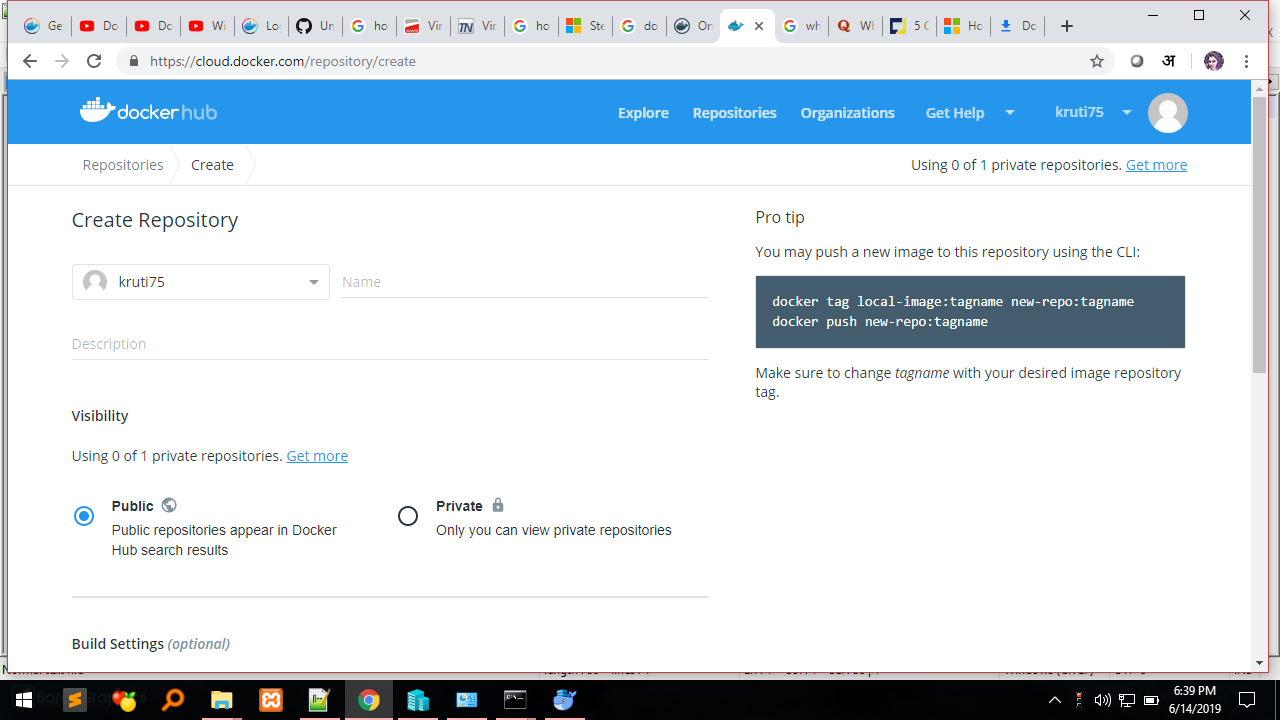 Ge
Do
Do
Wi
Lo
Un
ho
Vir
Vir
ho
Ste
do
On
wh
Wh
5 C
Ho
Do
https://cloud.docker.com/repository/create
अ
docker hub
Explore
Repositories
Organizations
Get Help
kruti75
Repositories
Create
Using 0 of 1 private repositories. Get more
Create Repository
kruti75
Name
Description
Visibility
Using 0 of 1 private repositories. Get more
Public
Public repositories appear in Docker
Hub search results
Private
Only you can view private repositories
Build Settings (optional)
Pro tip
You may push a new image to this repository using the CLI:
docker tag local-image:tagname new-repo:tagname
docker push new-repo:tagname
Make sure to change tagname with your desired image repository
tag.
6:39 PM
6/14/2019